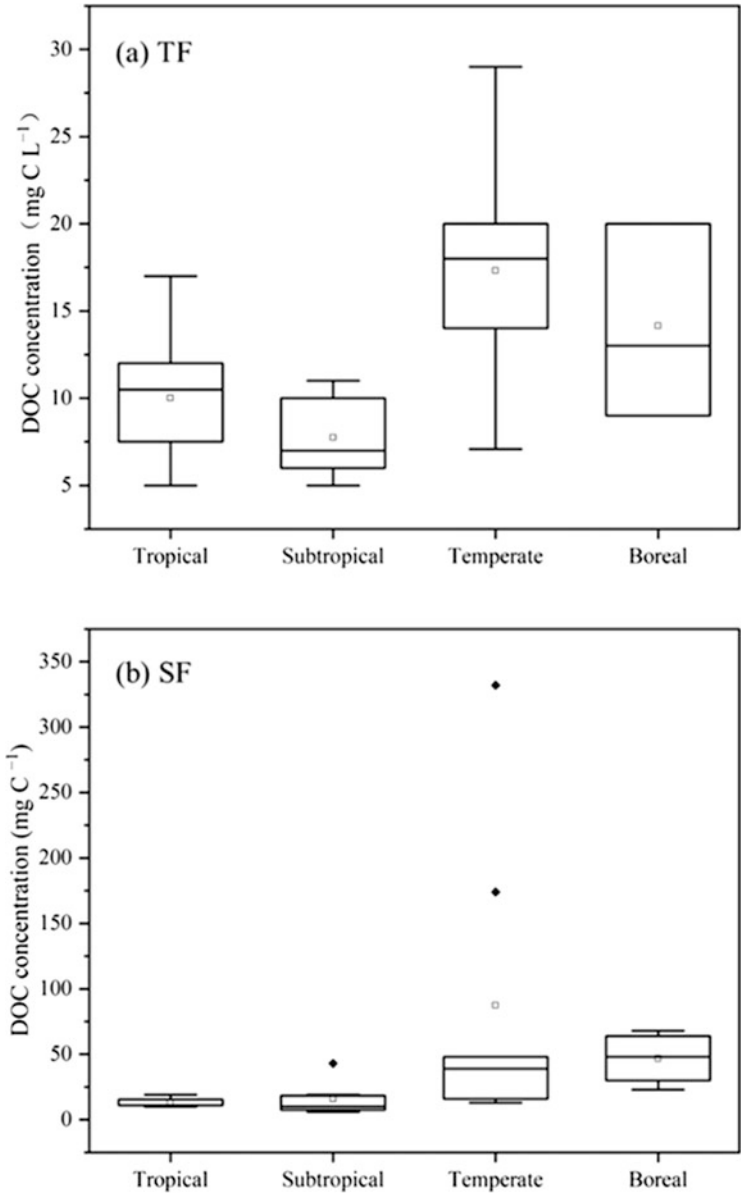 (a) TF
DOC concentration (mg C L⁻¹)
30
25
20
15
10
5
Tropical Subtropical Temperate Boreal
(b) SF
DOC concentration (mg C ⁻¹)
350
300
250
200
150
100
50
0
Tropical Subtropical Temperate Boreal